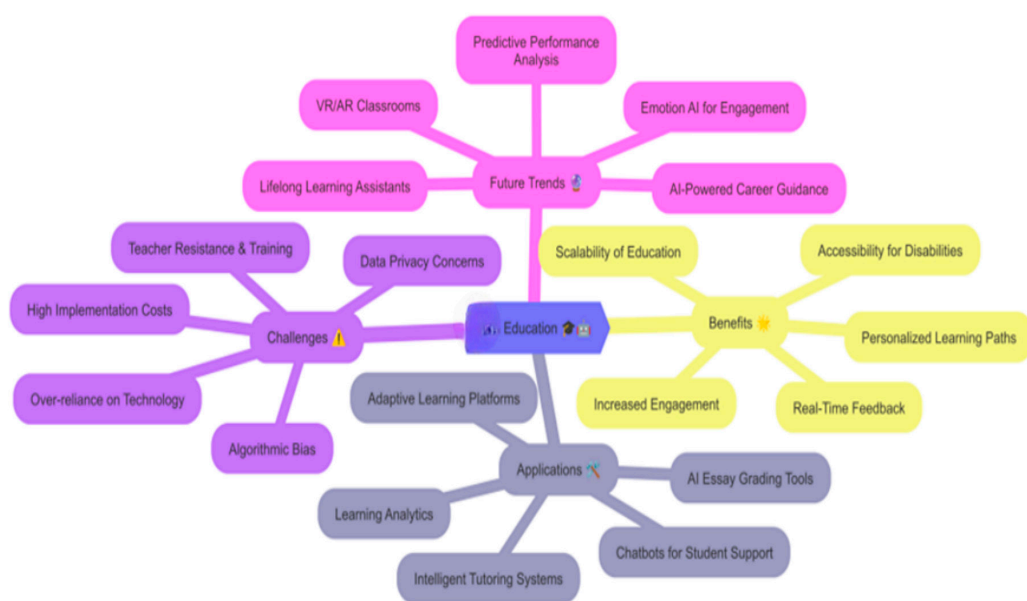 Predictive Performance
Analysis
VR/AR Classrooms
Emotion AI for Engagement
Lifelong Learning Assistants
Future Trends 🔮
AI-Powered Career Guidance
Teacher Resistance & Training
Data Privacy Concerns
High Implementation Costs
Challenges ⚠️
Over-reliance on Technology
Algorithmic Bias
Education 🎓🤖
Scalability of Education
Accessibility for Disabilities
Benefits 🌟
Personalized Learning Paths
Increased Engagement
Real-Time Feedback
Adaptive Learning Platforms
Applications 🛠️
AI Essay Grading Tools
Learning Analytics
Chatbots for Student Support
Intelligent Tutoring Systems